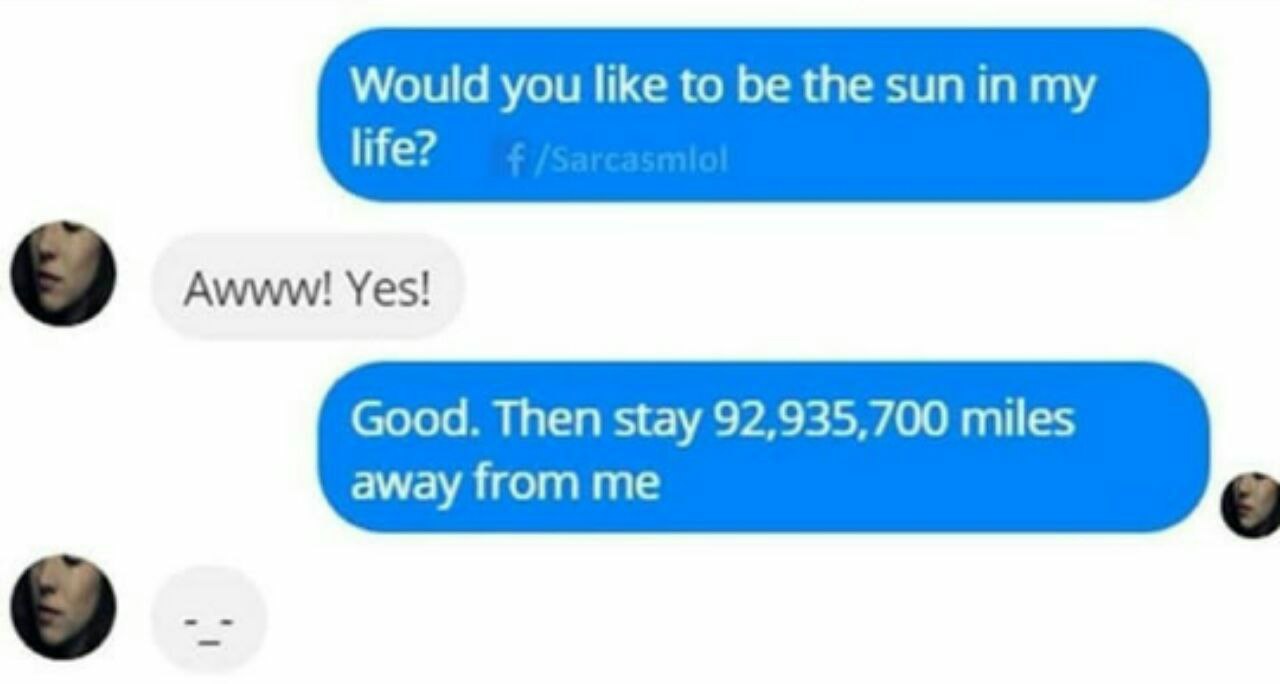 Would you like to be the sun in my
life?
f /Sarcasmlol
Awww! Yes!
Good. Then stay 92,935,700 miles
away from me
-_-